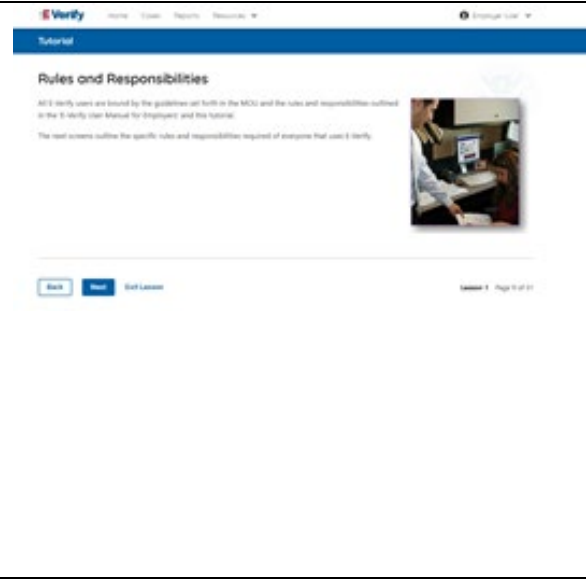 E-Verify Home Cases Reports Resources Employer User
Tutorial
Rules and Responsibilities
All E-Verify users are bound by the guidelines set forth in the MOU and the rules and responsibilities outlined
in the 'E-Verify User Manual for Employers' and this tutorial.
The next screens outline the specific rules and responsibilities required of everyone that uses E-Verify.
Back Next Exit Lesson Lesson 1 Page of 31